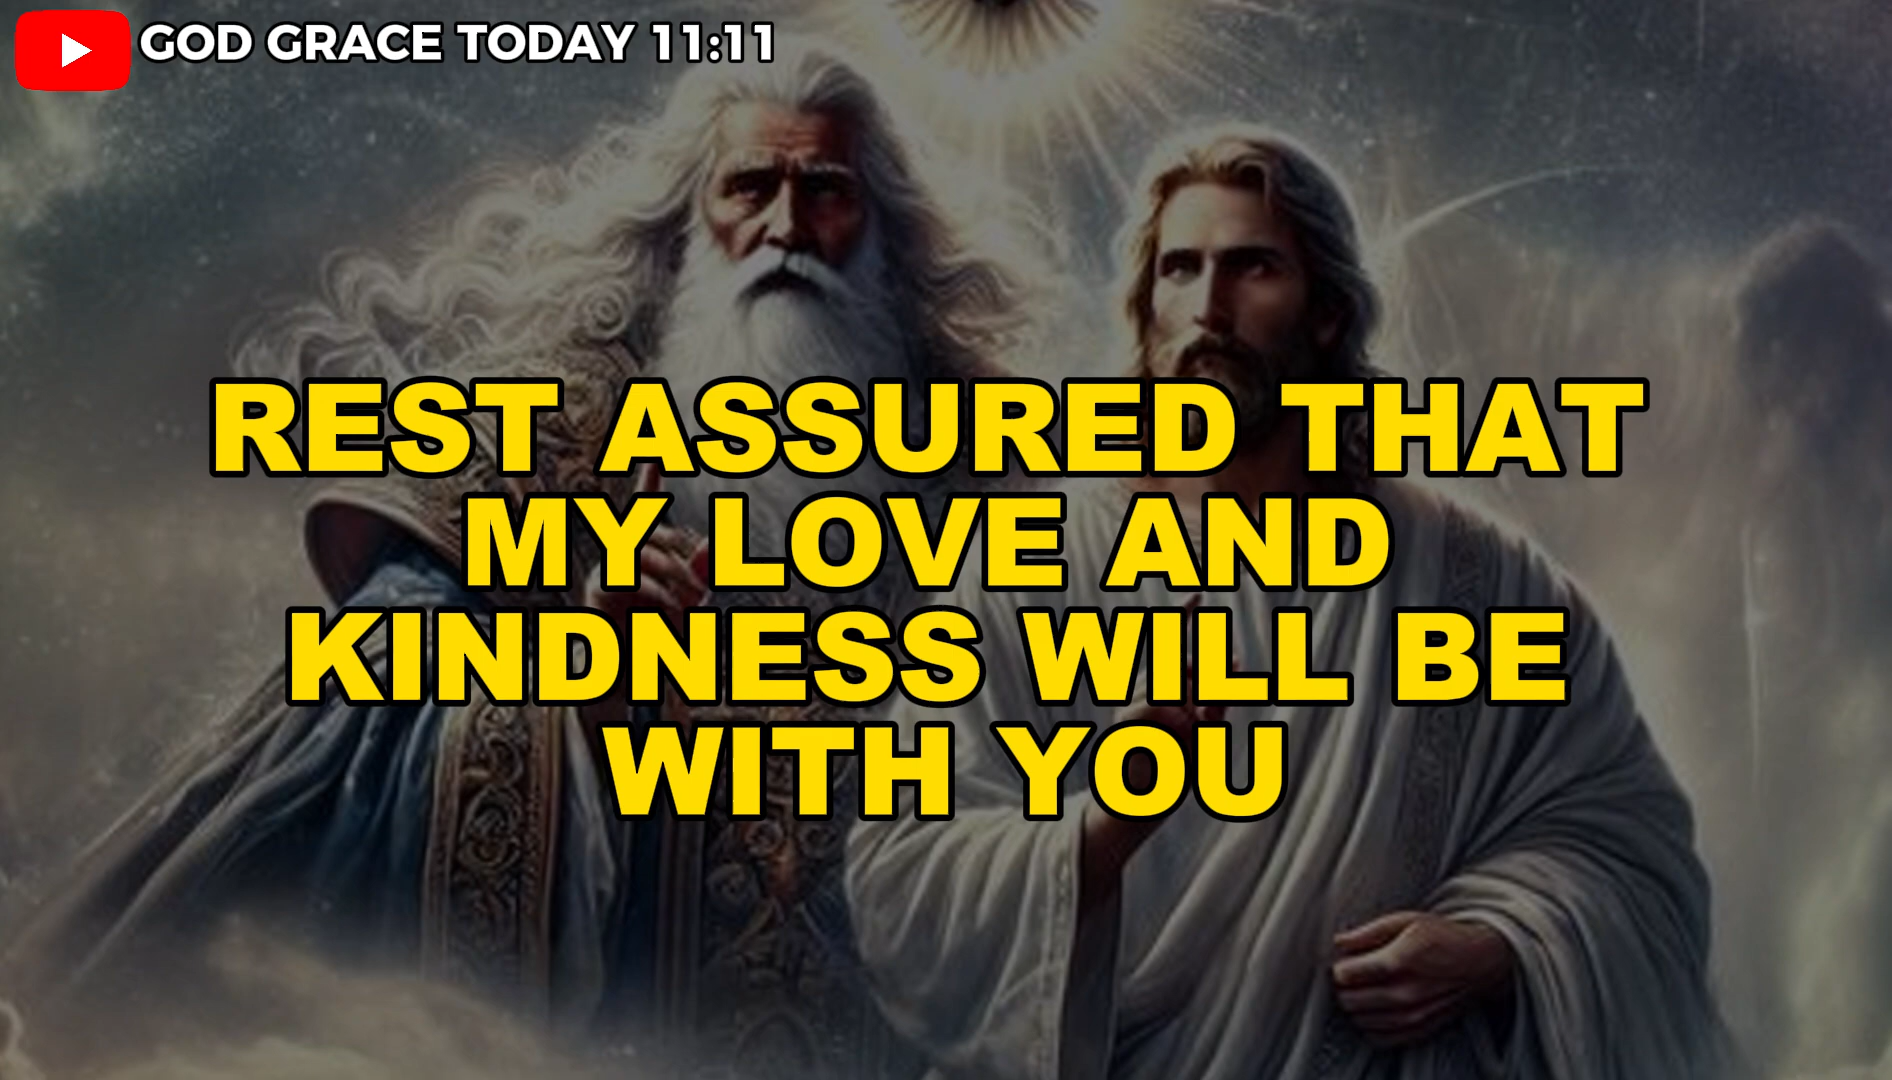 GOD GRACE TODAY 11:11
REST ASSURED THAT
MY LOVE AND
KINDNESS WILL BE
WITH YOU